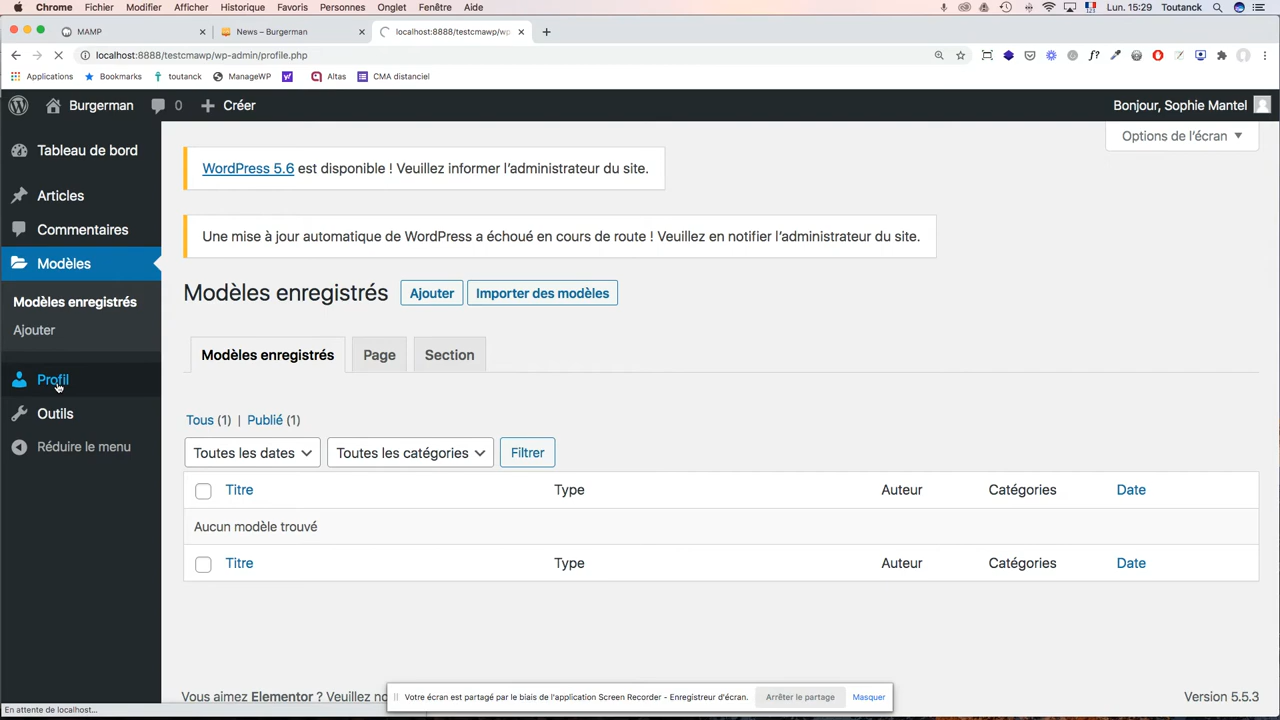 Chrome Fichier Modifier Afficher Historique Favoris Personnes Onglet Fenêtre Aide Lun. 15:29 Toutanck
MAMP News – Burgerman localhost:8888/testcmawp/wp
localhost:8888/testcmawp/wp-admin/profile.php
Applications Bookmarks toutanck ManageWP Altas CMA distanciel
Burgerman 0 Créer Bonjour, Sophie Mantel
Options de l'écran
Tableau de bord
Articles
Commentaires
Modèles
Modèles enregistrés
Ajouter
Profil
Outils
Réduire le menu
WordPress 5.6 est disponible ! Veuillez informer l'administrateur du site.
Une mise à jour automatique de WordPress a échoué en cours de route ! Veuillez en notifier l'administrateur du site.
Modèles enregistrés Ajouter Importer des modèles
Modèles enregistrés Page Section
Tous (1) | Publié (1)
Toutes les dates Toutes les catégories Filtrer
Titre Type Auteur Catégories Date
Aucun modèle trouvé
Titre Type Auteur Catégories Date
Vous aimez Elementor ? Veuillez no
Version 5.5.3
Votre écran est partagé par le biais de l'application Screen Recorder - Enregistreur d'écran. Arrêter le partage Masquer
En attente de localhost...